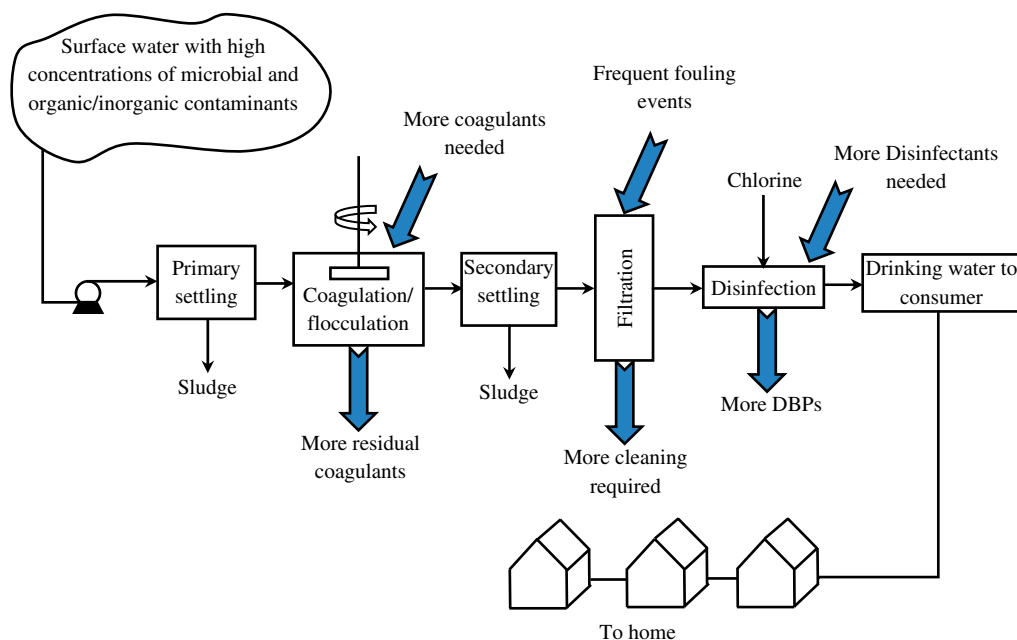 Surface water with high
concentrations of microbial and
organic/inorganic contaminants
More coagulants
needed
Frequent fouling
events
More Disinfectants
needed
Chlorine
Primary
settling
Coagulation/
flocculation
Secondary
settling
Filtration
Disinfection
Drinking water to
consumer
Sludge
Sludge
More DBPs
More residual
coagulants
More cleaning
required
To home